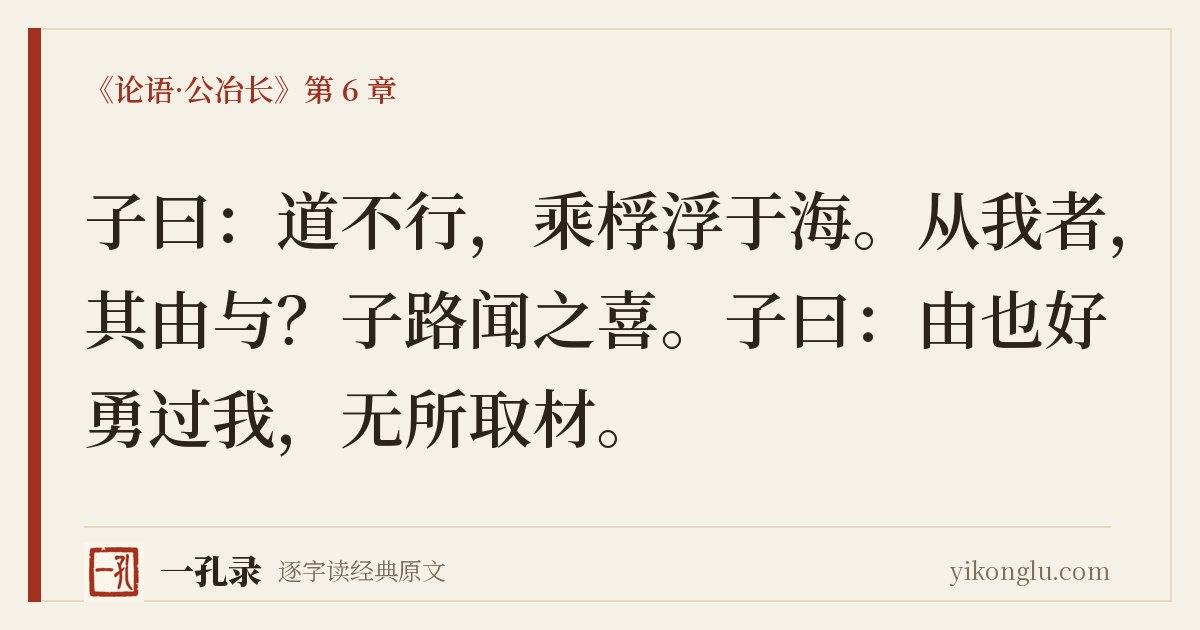 《论语·公冶长》第 6 章
子曰：道不行，乘桴浮于海。从我者，
其由与？子路闻之喜。子曰：由也好
勇过我，无所取材。
一孔
一孔录 逐字读经典原文 yikonglu.com